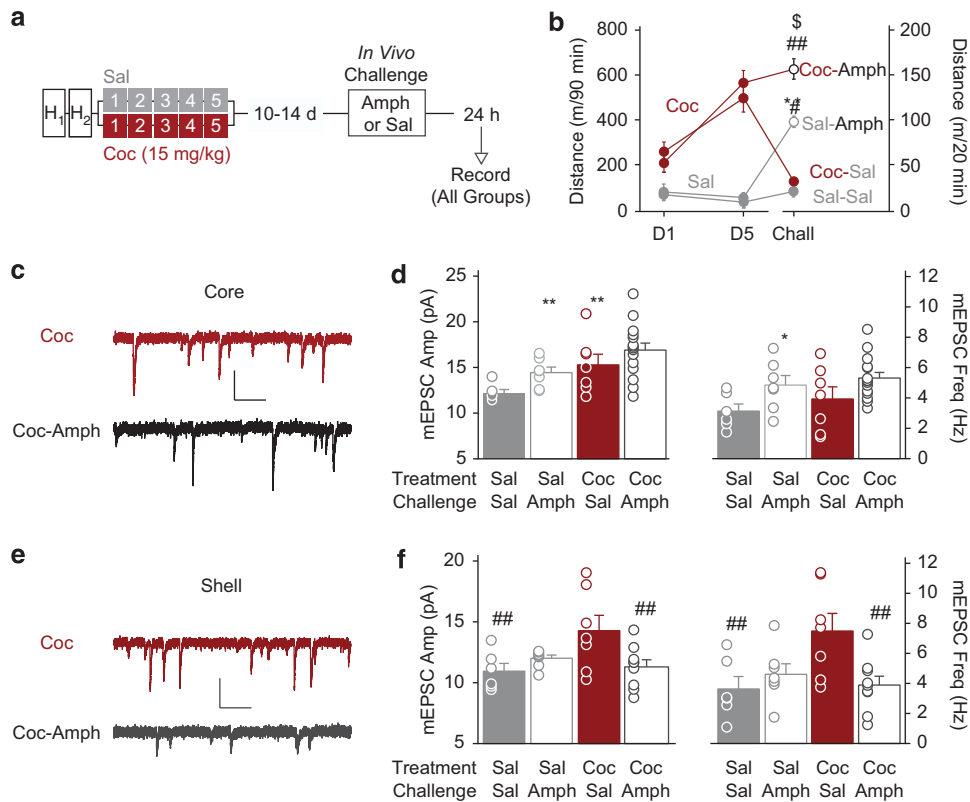 a
Sal
H1 H2 1 2 3 4 5
1 2 3 4 5
Coc (15 mg/kg)
10-14 d
In Vivo
Challenge
Amph
or Sal
24 h
Record
(All Groups)
b
Distance (m/90 min)
800
600
400
200
0
Coc
Sal
D1 D5 Chall
$
##
Coc-Amph
**
#
Sal-Amph
Coc-Sal
Sal-Sal
200
150
100
50
0
Distance (m/20 min)
c
Core
Coc
Coc-Amph
d
mEPSC Amp (pA)
25
20
15
10
5
** **
*
12
10
8
6
4
2
0
mEPSC Freq (Hz)
Treatment Sal Sal Coc Coc Sal Sal Coc Coc
Challenge Sal Amph Sal Amph Sal Amph Sal Amph
e
Shell
Coc
Coc-Amph
f
mEPSC Amp (pA)
20
15
10
5
## ##
## ##
12
10
8
6
4
2
0
mEPSC Freq (Hz)
Treatment Sal Sal Coc Coc Sal Sal Coc Coc
Challenge Sal Amph Sal Amph Sal Amph Sal Amph